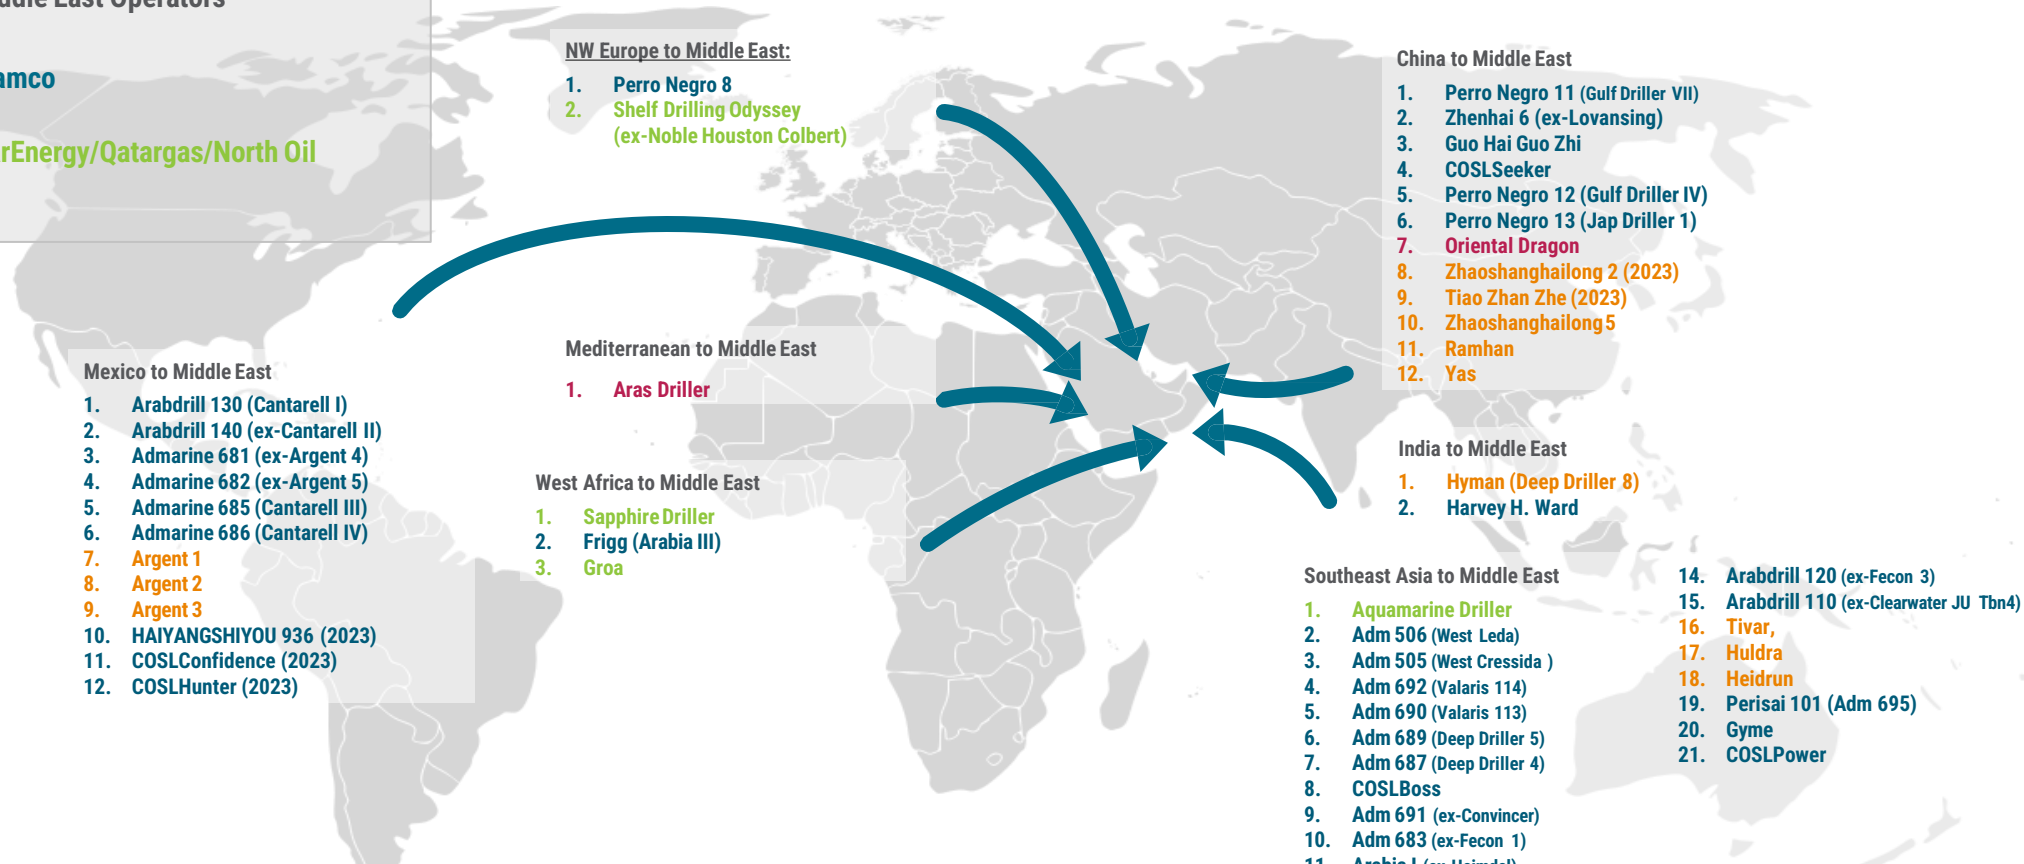 East Operators
NW Europe to Middle East:
1. Perro Negro 8
2. Shelf Drilling Odyssey
(ex-Noble Houston Colbert)
China to Middle East
1. Perro Negro 11 (Gulf Driller VII)
2. Zhenhai 6 (ex-Lovansing)
3. Guo Hai Guo Zhi
4. COSLSeeker
5. Perro Negro 12 (Gulf Driller IV)
6. Perro Negro 13 (Jap Driller 1)
7. Oriental Dragon
8. Zhaoshanghailong 2 (2023)
9. Tiao Zhan Zhe (2023)
10. Zhaoshanghailong 5
11. Ramhan
12. Yas
amco
rEnergy/Qatargas/North Oil
Mediterranean to Middle East
1. Aras Driller
Mexico to Middle East
1. Arabdrill 130 (Cantarell I)
2. Arabdrill 140 (ex-Cantarell II)
3. Admarine 681 (ex-Argent 4)
4. Admarine 682 (ex-Argent 5)
5. Admarine 685 (Cantarell III)
6. Admarine 686 (Cantarell IV)
7. Argent 1
8. Argent 2
9. Argent 3
10. HAIYANGSHIYOU 936 (2023)
11. COSLConfidence (2023)
12. COSLHunter (2023)
West Africa to Middle East
1. Sapphire Driller
2. Frigg (Arabia III)
3. Groa
India to Middle East
1. Hyman (Deep Driller 8)
2. Harvey H. Ward
Southeast Asia to Middle East
1. Aquamarine Driller
2. Adm 506 (West Leda)
3. Adm 505 (West Cressida )
4. Adm 692 (Valaris 114)
5. Adm 690 (Valaris 113)
6. Adm 689 (Deep Driller 5)
7. Adm 687 (Deep Driller 4)
8. COSLBoss
9. Adm 691 (ex-Convincer)
10. Adm 683 (ex-Fecon 1)
14. Arabdrill 120 (ex-Fecon 3)
15. Arabdrill 110 (ex-Clearwater JU Tbn4)
16. Tivar,
17. Huldra
18. Heidrun
19. Perisai 101 (Adm 695)
20. Gyme
21. COSLPower